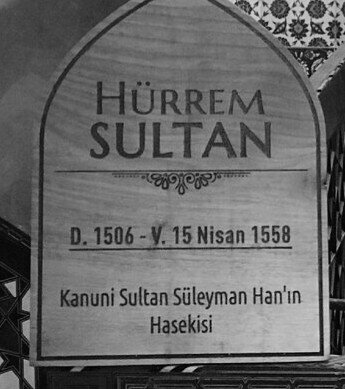 HÜRREM
SULTAN
D. 1506 - V. 15 Nisan 1558
Kanuni Sultan Süleyman Han'ın
Hasekisi